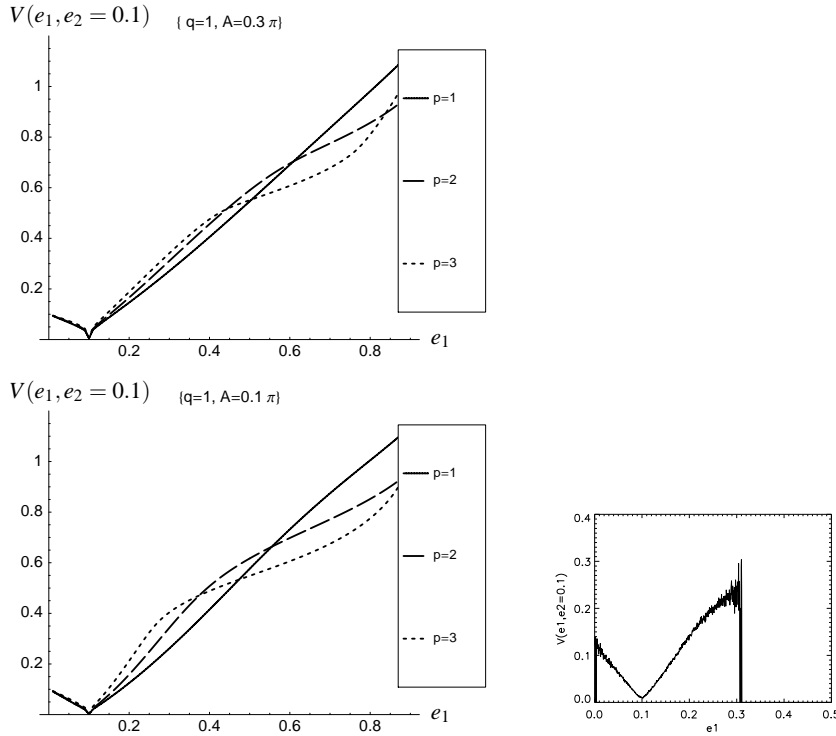 V(e₁, e₂ = 0.1) { q=1, A=0.3 π}
1
0.8
0.6
0.4
0.2
0.2 0.4 0.6 0.8 e₁
p=1
p=2
p=3
V(e₁, e₂ = 0.1) {q=1, A=0.1 π}
1
0.8
0.6
0.4
0.2
0.2 0.4 0.6 0.8 e₁
p=1
p=2
p=3
V(e1,e2=0.1)
0.4
0.3
0.2
0.1
0.0
0.0 0.1 0.2 0.3 0.4 0.5
e1